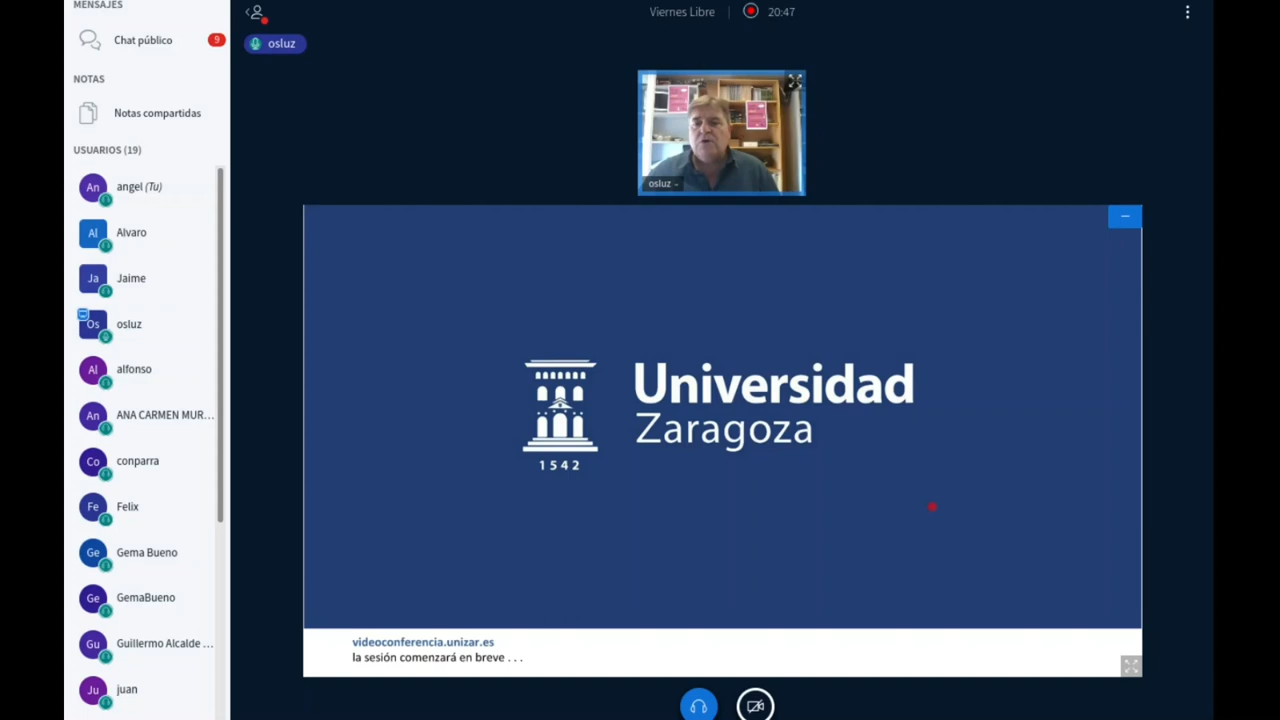 MENSAJES
Chat público
9
NOTAS
Notas compartidas
USUARIOS (19)
An angel (Tu)
Al Alvaro
Ja Jaime
Os osluz
Al alfonso
An ANA CARMEN MUR...
Co conparra
Fe Felix
Ge Gema Bueno
Ge GemaBueno
Gu Guillermo Alcalde ...
Ju juan
Viernes Libre
20:47
osluz
osluz
Universidad
Zaragoza
1542
videoconferencia.unizar.es
la sesión comenzará en breve . . .